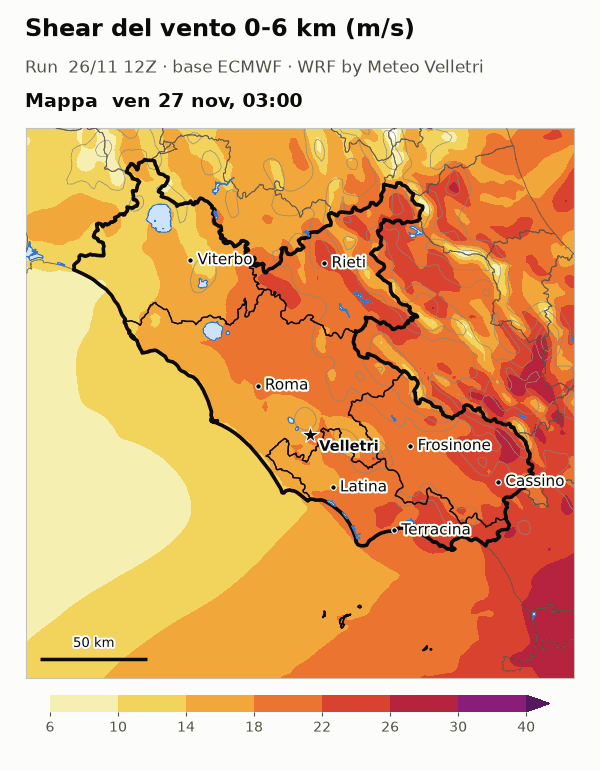 Shear del vento 0-6 km (m/s)
Run  26/11 12Z · base ECMWF · WRF by Meteo Velletri
Mappa  ven 27 nov, 03:00
Viterbo
Rieti
Roma
Velletri
Frosinone
Cassino
Latina
Terracina
50 km
6 10 14 18 22 26 30 40